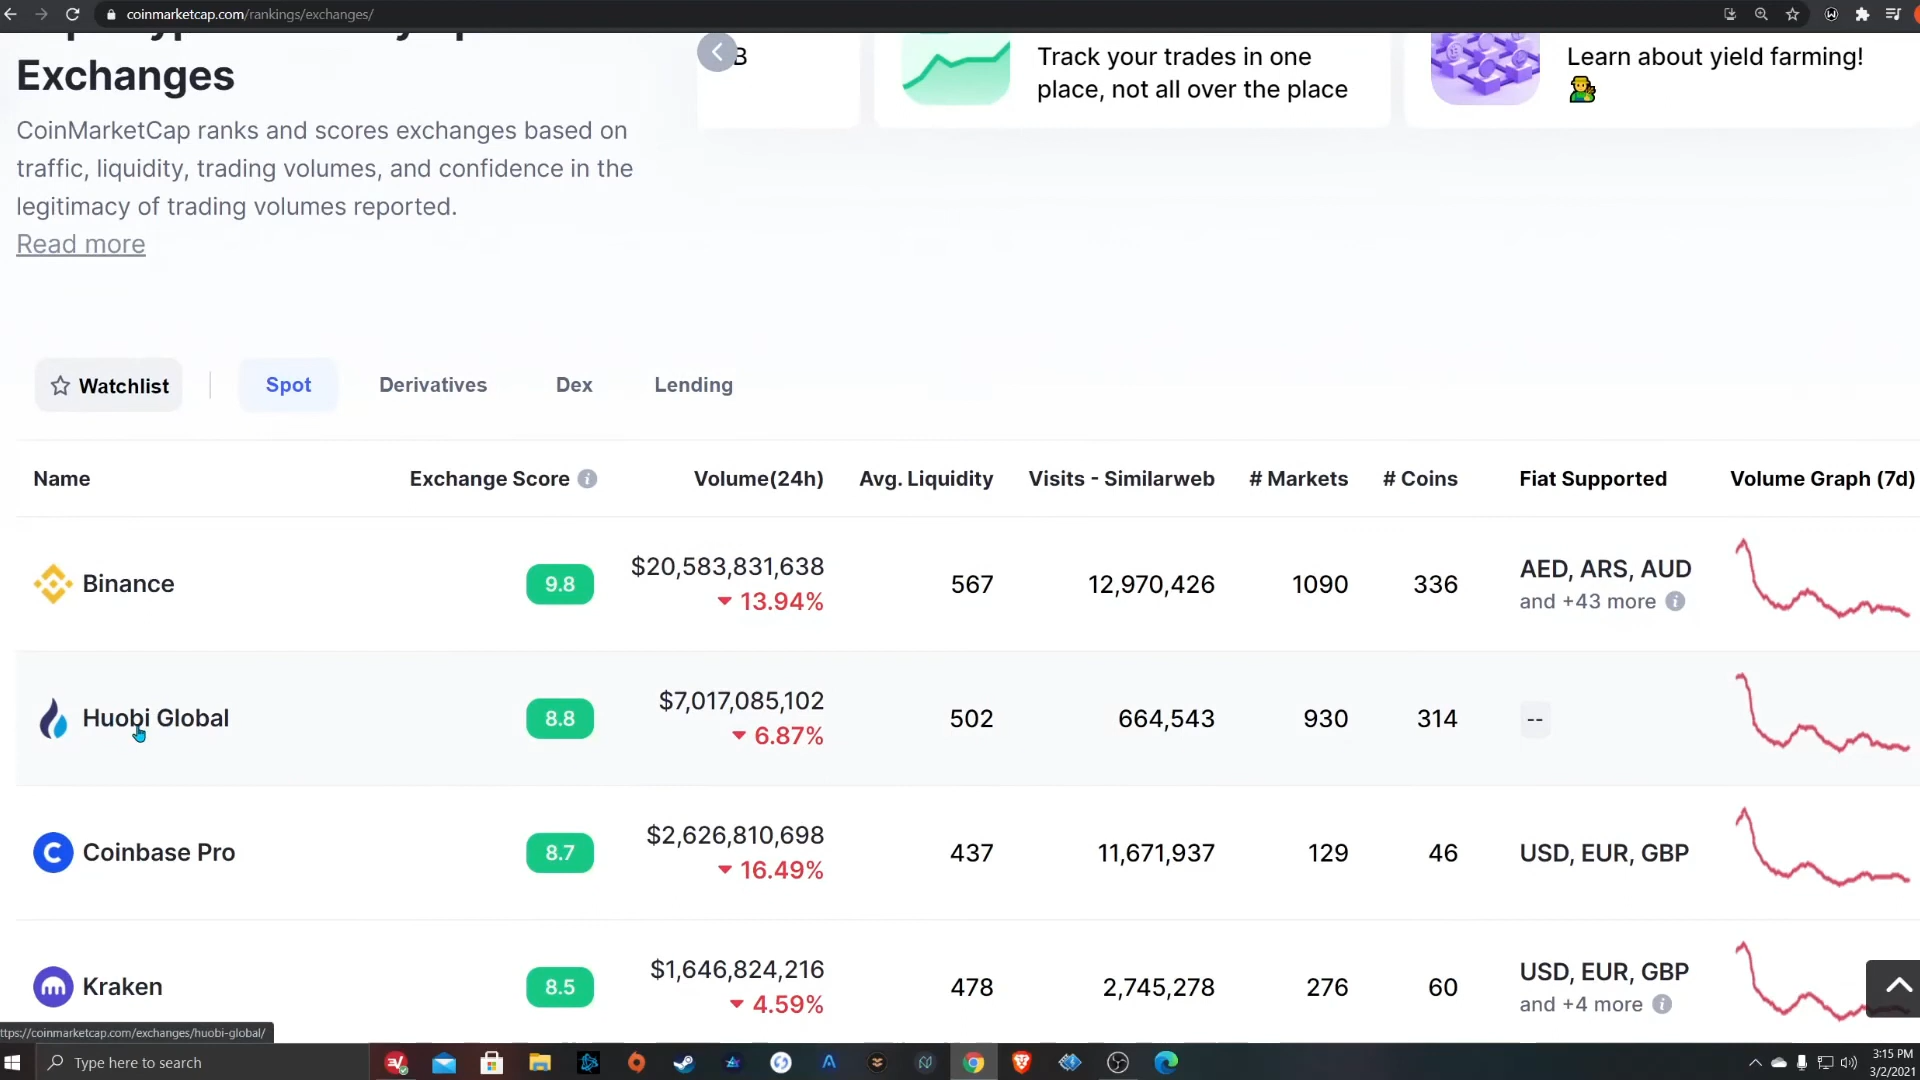 coinmarketcap.com/rankings/exchanges/
Exchanges
CoinMarketCap ranks and scores exchanges based on
traffic, liquidity, trading volumes, and confidence in the
legitimacy of trading volumes reported.
Read more
B
Track your trades in one
place, not all over the place
Learn about yield farming!
Watchlist
Spot
Derivatives
Dex
Lending
Name
Exchange Score
Volume(24h)
Avg. Liquidity
Visits - Similarweb
# Markets
# Coins
Fiat Supported
Volume Graph (7d)
Binance
9.8
$20,583,831,638
13.94%
567
12,970,426
1090
336
AED, ARS, AUD
and +43 more
Huobi Global
8.8
$7,017,085,102
6.87%
502
664,543
930
314
--
Coinbase Pro
8.7
$2,626,810,698
16.49%
437
11,671,937
129
46
USD, EUR, GBP
Kraken
8.5
$1,646,824,216
4.59%
478
2,745,278
276
60
USD, EUR, GBP
and +4 more
ttps://coinmarketcap.com/exchanges/huobi-global/
Type here to search
3:15 PM
3/2/2021